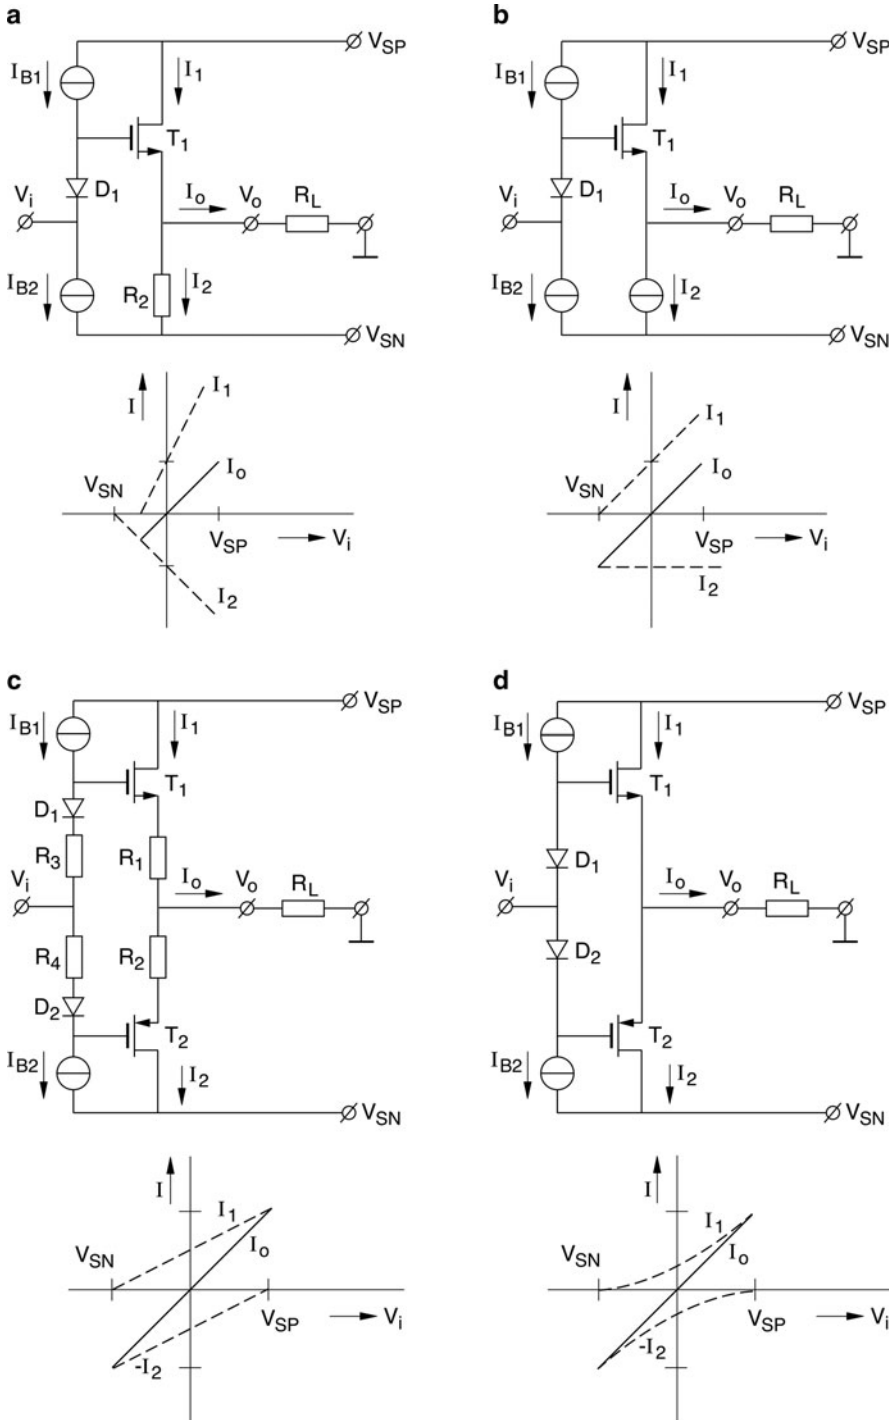 a
b
I_B1
I_1
V_SP
T_1
V_i
D_1
I_o
V_o
R_L
I_B2
R_2
I_2
V_SN
I_B1
I_1
V_SP
T_1
V_i
D_1
I_o
V_o
R_L
I_B2
I_2
V_SN
I
I_1
V_SN
I_o
V_SP
V_i
I_2
I
I_1
V_SN
I_o
V_SP
V_i
I_2
c
d
I_B1
I_1
V_SP
T_1
D_1
R_3
R_1
V_i
I_o
V_o
R_L
R_4
R_2
D_2
T_2
I_B2
I_2
V_SN
I_B1
I_1
V_SP
T_1
D_1
V_i
I_o
V_o
R_L
D_2
T_2
I_B2
I_2
V_SN
I
I_1
V_SN
I_o
V_SP
V_i
-I_2
I
I_1
V_SN
I_o
V_SP
V_i
-I_2